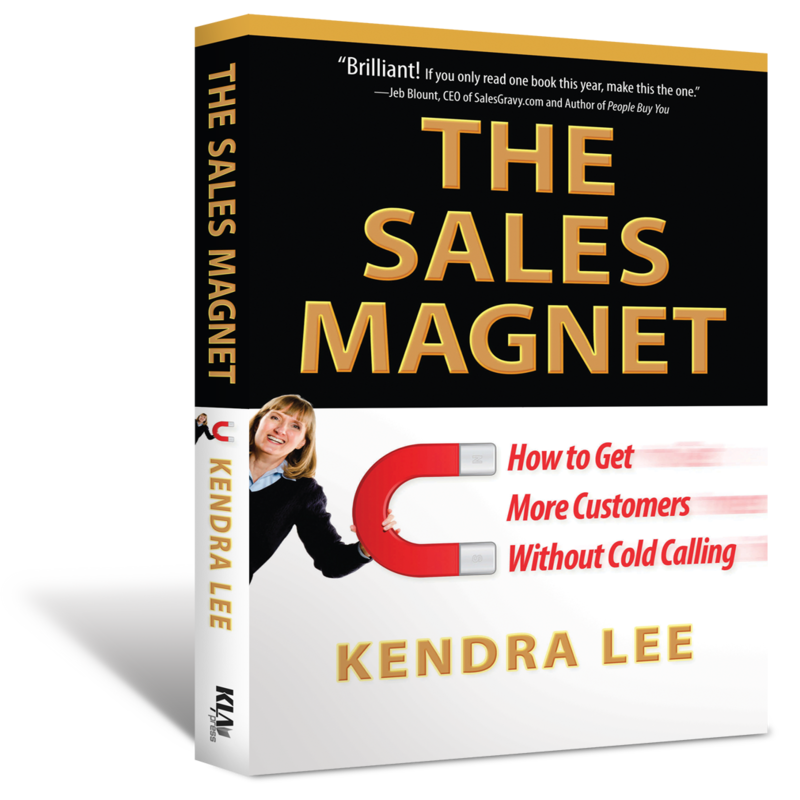 “Brilliant! If you only read one book this year, make this the one.”
—Jeb Blount, CEO of SalesGravy.com and Author of People Buy You
THE
SALES
MAGNET
How to Get
More Customers
Without Cold Calling
KENDRA LEE
THE SALES MAGNET
KENDRA LEE
KLA
press